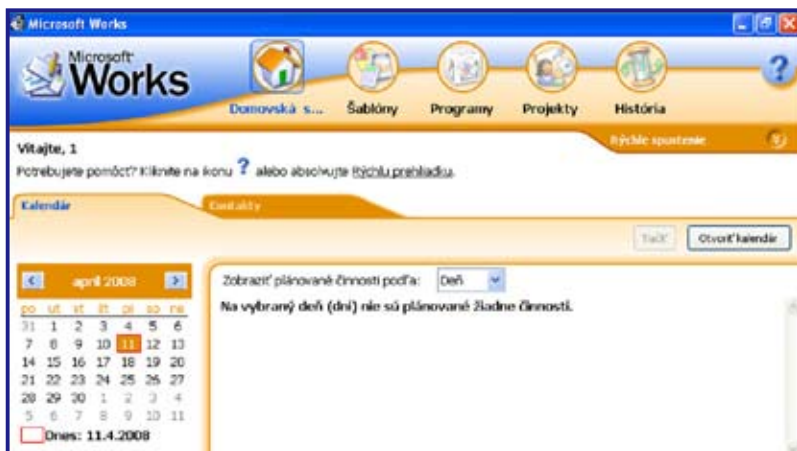 Microsoft Works
Microsoft
Works
Domovská s... Šablóny Programy Projekty História
?
Rýchle spustenie
Vitajte, 1
Potrebujete pomôcť? Kliknite na ikonu ? alebo absolvujte Rýchlu prehliadku.
Kalendár Kontakty
Tlačiť Otvoriť kalendár
< apríl 2008 >
Zobraziť plánované činnosti podľa: Deň
Na vybraný deň (dni) nie sú plánované žiadne činnosti.
po ut st št pi so ne
31 1 2 3 4 5 6
7 8 9 10 11 12 13
14 15 16 17 18 19 20
21 22 23 24 25 26 27
28 29 30 1 2 3 4
5 6 7 8 9 10 11
Dnes: 11.4.2008